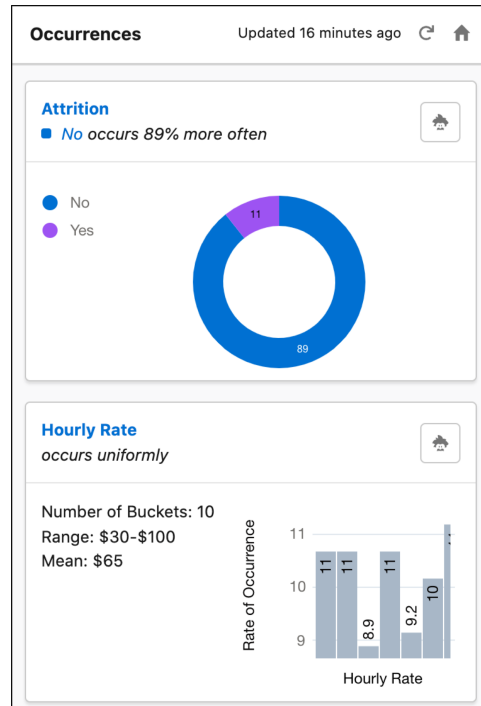 Occurrences
Updated 16 minutes ago
Attrition
No occurs 89% more often
No
Yes
11
89
Hourly Rate
occurs uniformly
Number of Buckets: 10
Range: $30-$100
Mean: $65
Rate of Occurrence
11
10
9
11
11
8.9
11
9.2
10
Hourly Rate